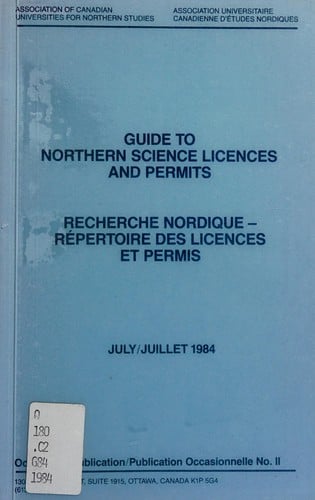 ASSOCIATION OF CANADIAN
UNIVERSITIES FOR NORTHERN STUDIES
ASSOCIATION UNIVERSITAIRE
CANADIENNE D'ÉTUDES NORDIQUES
GUIDE TO
NORTHERN SCIENCE LICENCES
AND PERMITS
RECHERCHE NORDIQUE –
RÉPERTOIRE DES LICENCES
ET PERMIS
JULY/JUILLET 1984
A
180
.C2
G84
1984
Publication/Publication Occasionnelle No. II
130 SUITE 1915, OTTAWA, CANADA K1P 5G4